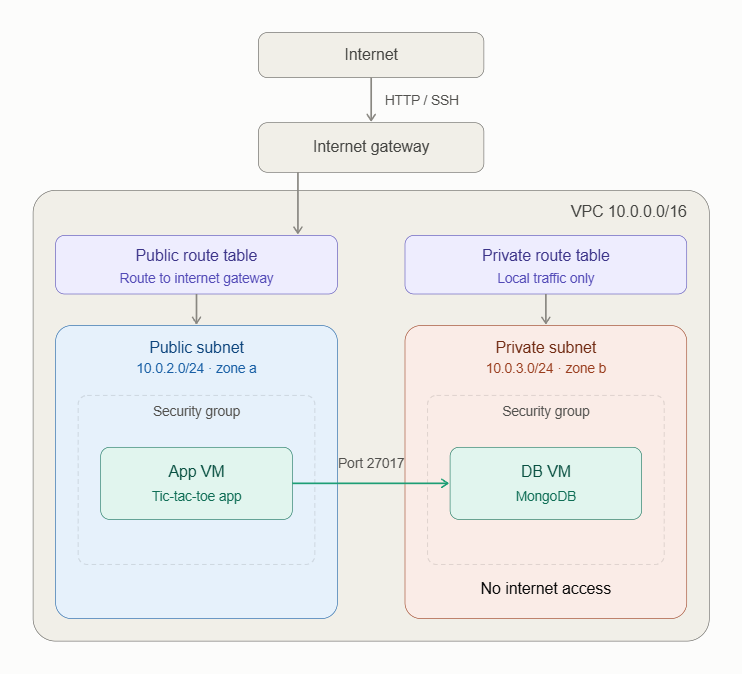 Internet
HTTP / SSH
Internet gateway
VPC 10.0.0.0/16
Public route table
Route to internet gateway
Private route table
Local traffic only
Public subnet
10.0.2.0/24 · zone a
Security group
App VM
Tic-tac-toe app
Port 27017
Private subnet
10.0.3.0/24 · zone b
Security group
DB VM
MongoDB
No internet access